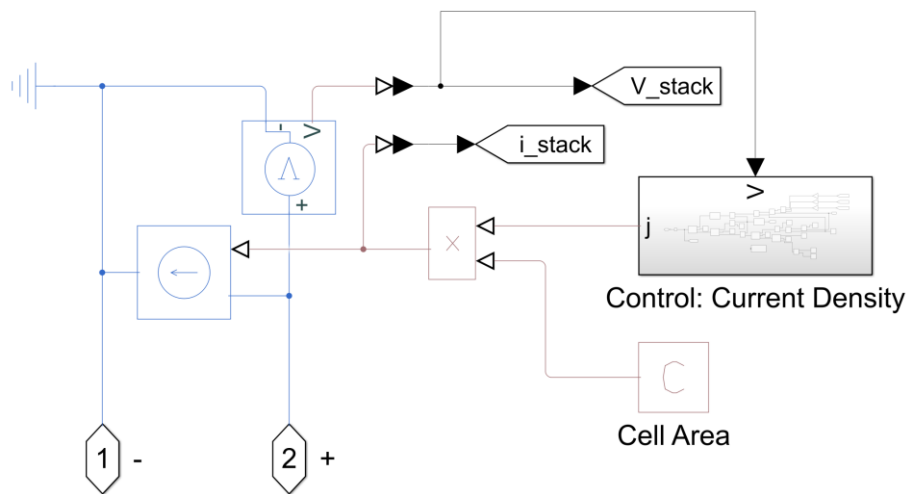 V_stack
- V
i_stack
V
+
V
j
×
Control: Current Density
C
Cell Area
1 -
2 +